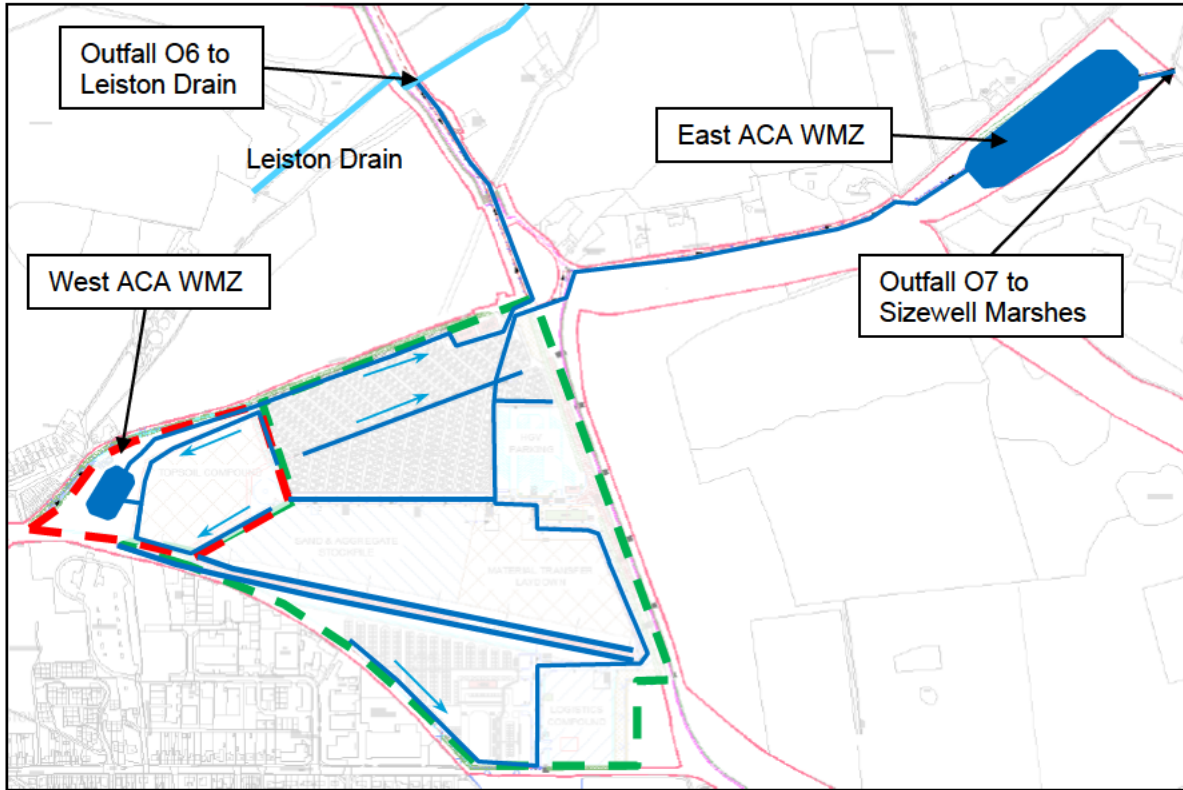 Outfall O6 to
Leiston Drain
East ACA WMZ
Leiston Drain
West ACA WMZ
Outfall O7 to
Sizewell Marshes
HGV
PARKING
TOPSOIL COMPOUND
SAND & AGGREGATE
STOCKPILE
MATERIAL TRANSFER
LAYDOWN
LOGISTICS
COMPOUND